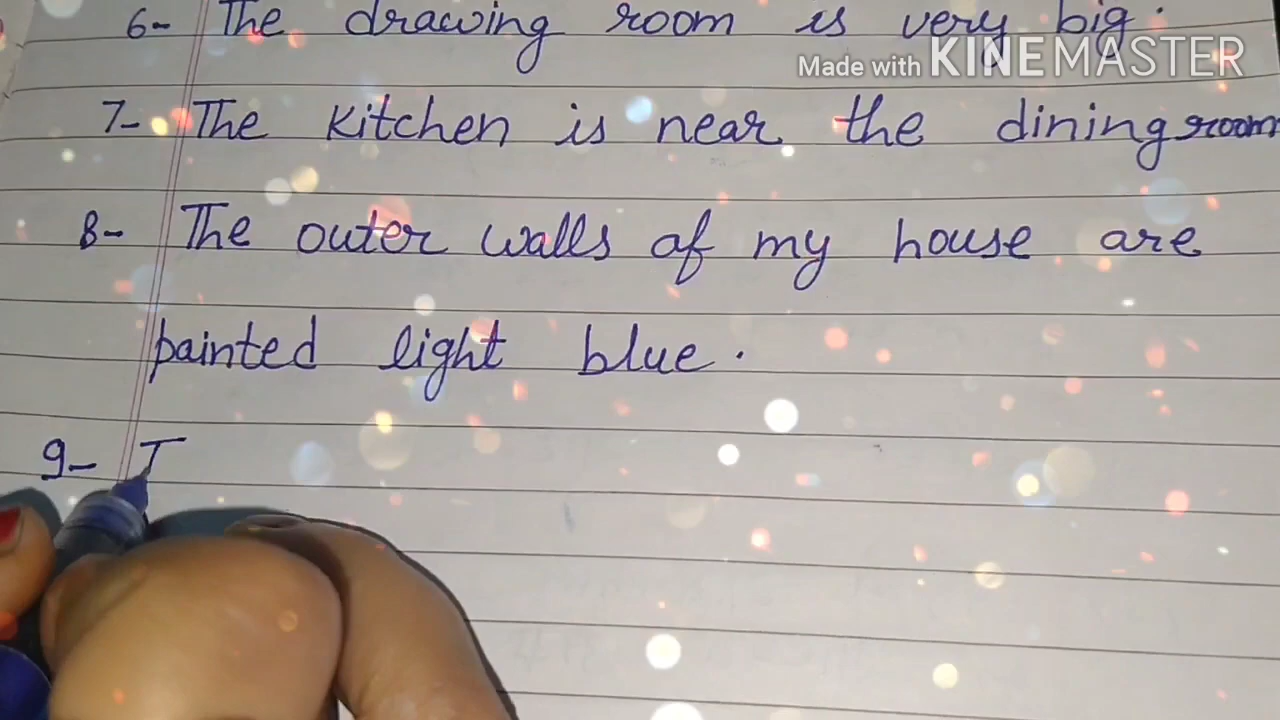 6- The drawing room is very big.
Made with KINEMASTER
7- The kitchen is near the dining room
8- The outer walls of my house are
painted light blue.
9- T